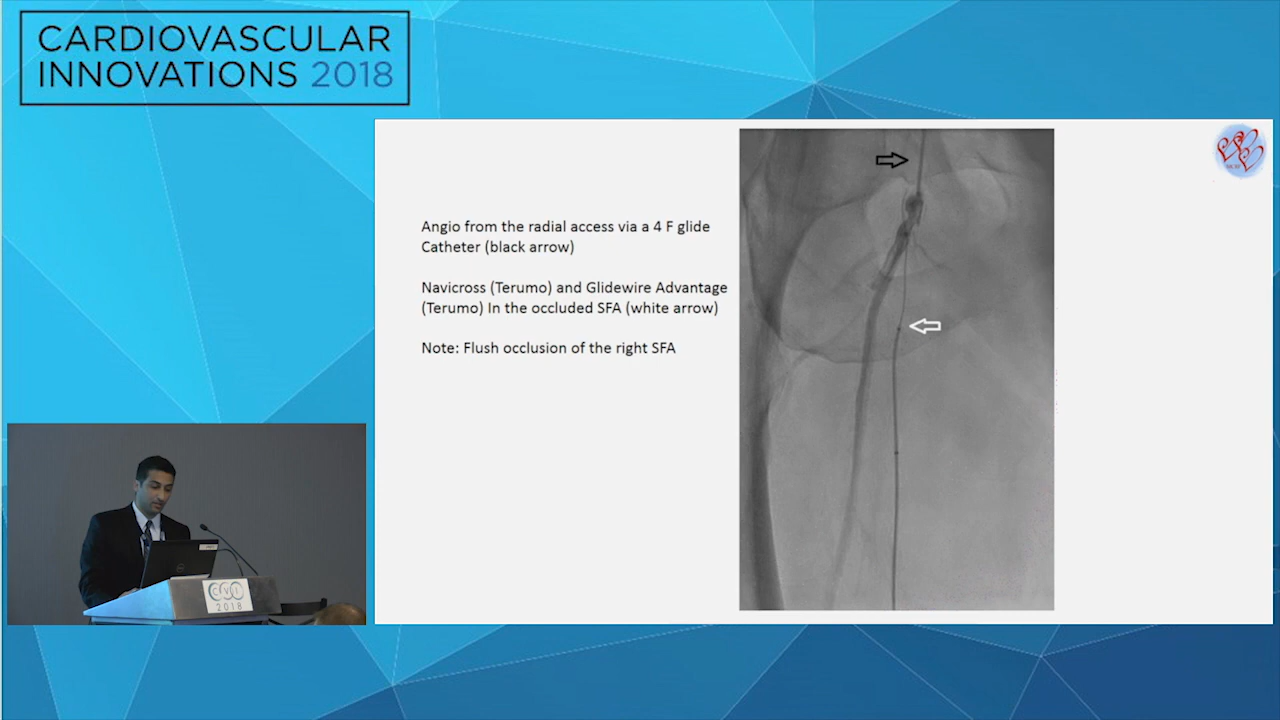 CARDIOVASCULAR
INNOVATIONS 2018
Angio from the radial access via a 4 F glide
Catheter (black arrow)
Navicross (Terumo) and Glidewire Advantage
(Terumo) In the occluded SFA (white arrow)
Note: Flush occlusion of the right SFA
CVI
2018